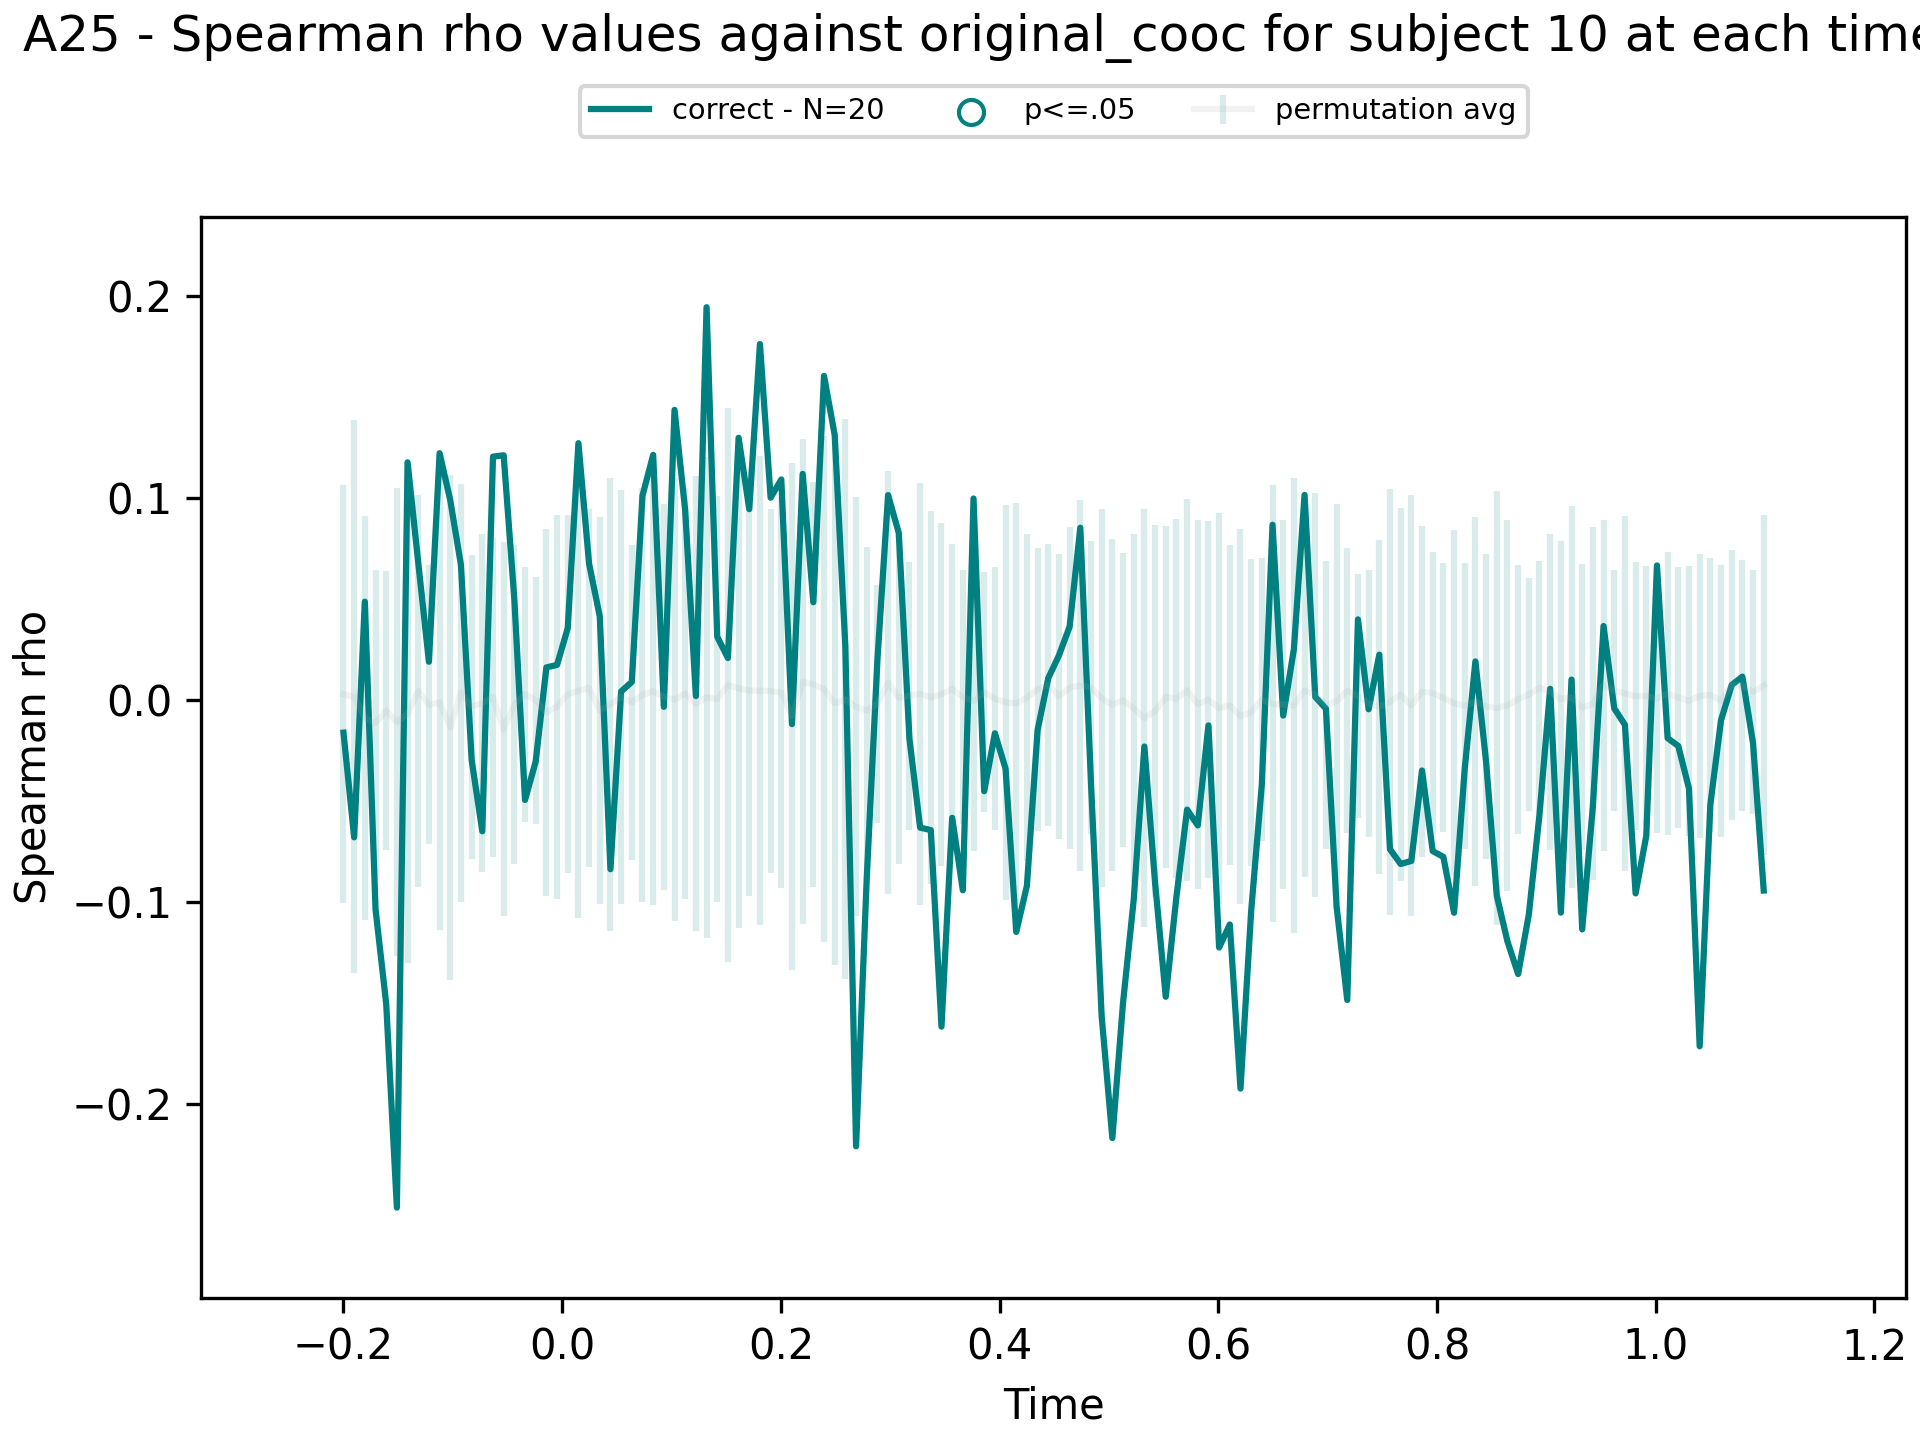 A25 - Spearman rho values against original_cooc for subject 10 at each time
correct - N=20 p<=.05 permutation avg
0.2
0.1
0.0
−0.1
−0.2
Spearman rho
−0.2 0.0 0.2 0.4 0.6 0.8 1.0 1.2
Time